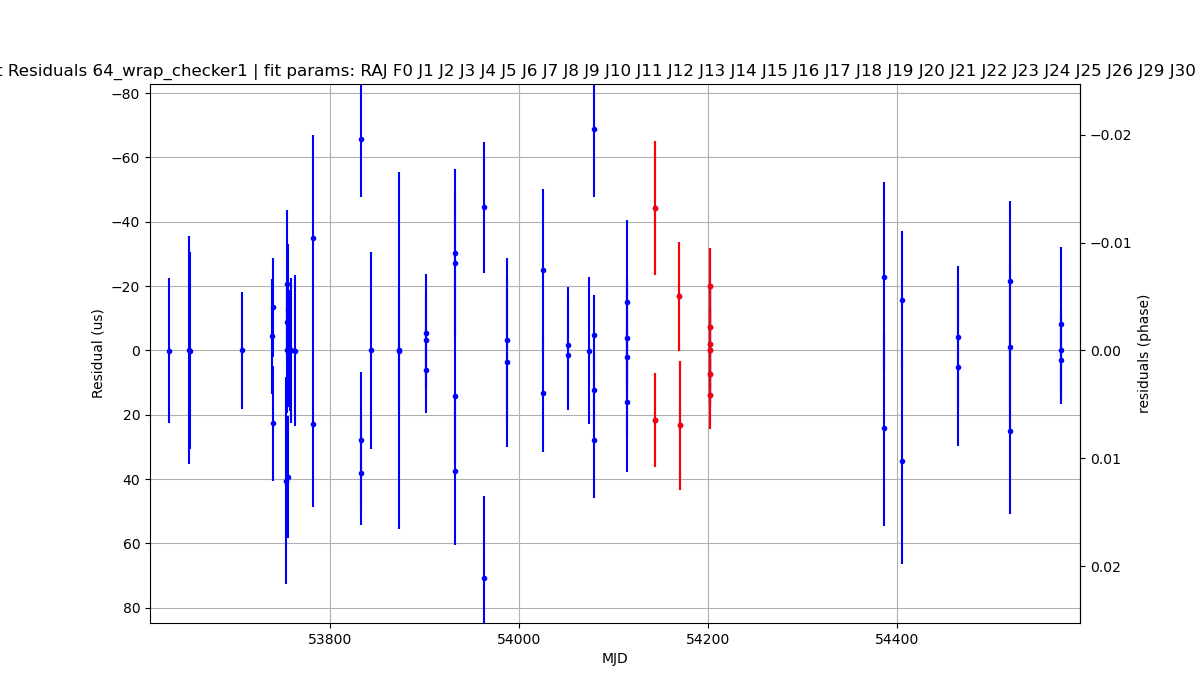 Residuals 64_wrap_checker1 | fit params: RAJ F0 J1 J2 J3 J4 J5 J6 J7 J8 J9 J10 J11 J12 J13 J14 J15 J16 J17 J18 J19 J20 J21 J22 J23 J24 J25 J26 J29 J30
−80
−60
−40
−20
0
20
40
60
80
Residual (us)
−0.02
−0.01
0.00
0.01
0.02
residuals (phase)
53800 54000 54200 54400
MJD